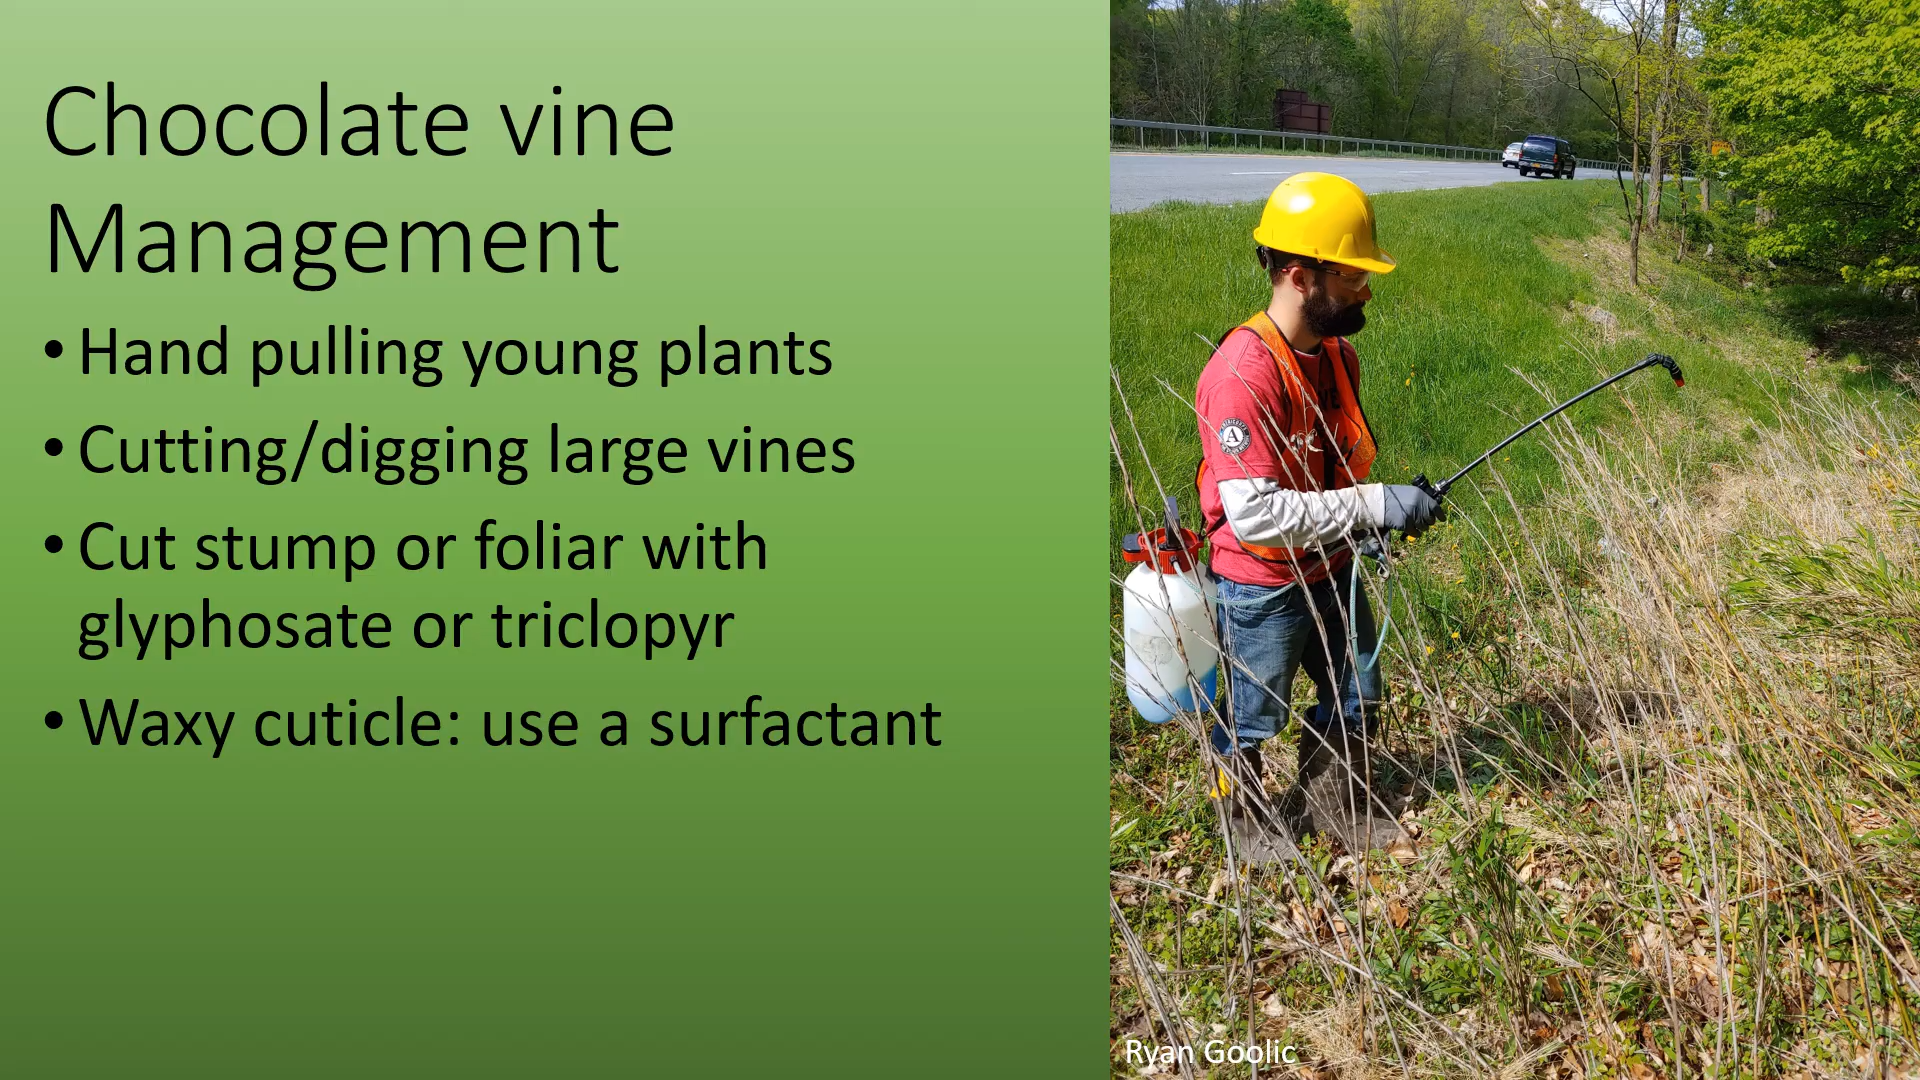 Chocolate vine
Management
• Hand pulling young plants
• Cutting/digging large vines
• Cut stump or foliar with
glyphosate or triclopyr
• Waxy cuticle: use a surfactant
A
Ryan Goolic